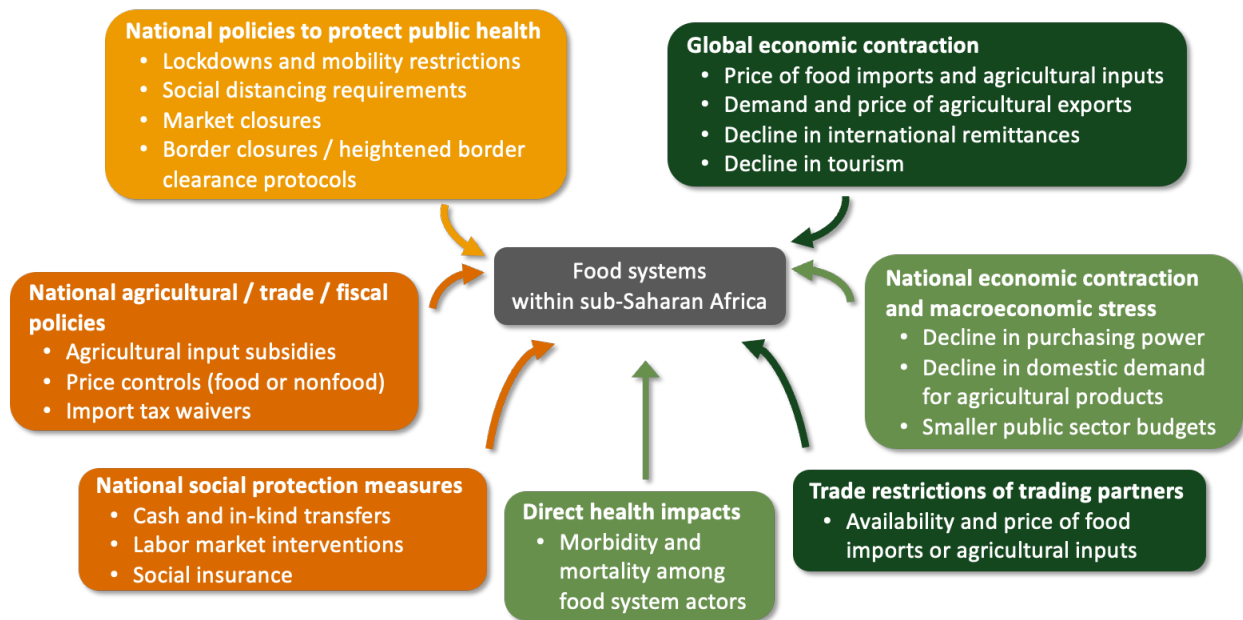 National policies to protect public health
• Lockdowns and mobility restrictions
• Social distancing requirements
• Market closures
• Border closures / heightened border
clearance protocols
Global economic contraction
• Price of food imports and agricultural inputs
• Demand and price of agricultural exports
• Decline in international remittances
• Decline in tourism
Food systems
within sub-Saharan Africa
National agricultural / trade / fiscal
policies
• Agricultural input subsidies
• Price controls (food or nonfood)
• Import tax waivers
National economic contraction
and macroeconomic stress
• Decline in purchasing power
• Decline in domestic demand
for agricultural products
• Smaller public sector budgets
National social protection measures
• Cash and in-kind transfers
• Labor market interventions
• Social insurance
Direct health impacts
• Morbidity and
mortality among
food system actors
Trade restrictions of trading partners
• Availability and price of food
imports or agricultural inputs